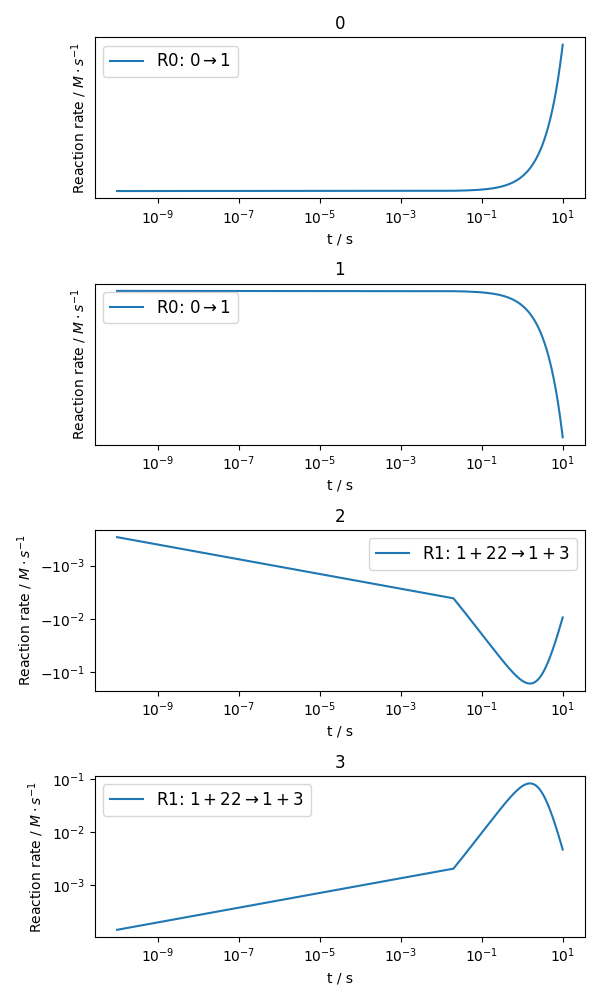 0
Reaction rate / M · s⁻¹
R0: 0 → 1
10⁻⁹ 10⁻⁷ 10⁻⁵ 10⁻³ 10⁻¹ 10¹
t / s
1
Reaction rate / M · s⁻¹
R0: 0 → 1
10⁻⁹ 10⁻⁷ 10⁻⁵ 10⁻³ 10⁻¹ 10¹
t / s
2
Reaction rate / M · s⁻¹
R1: 1 + 22 → 1 + 3
−10⁻³
−10⁻²
−10⁻¹
10⁻⁹ 10⁻⁷ 10⁻⁵ 10⁻³ 10⁻¹ 10¹
t / s
3
Reaction rate / M · s⁻¹
10⁻¹
R1: 1 + 22 → 1 + 3
10⁻²
10⁻³
10⁻⁹ 10⁻⁷ 10⁻⁵ 10⁻³ 10⁻¹ 10¹
t / s